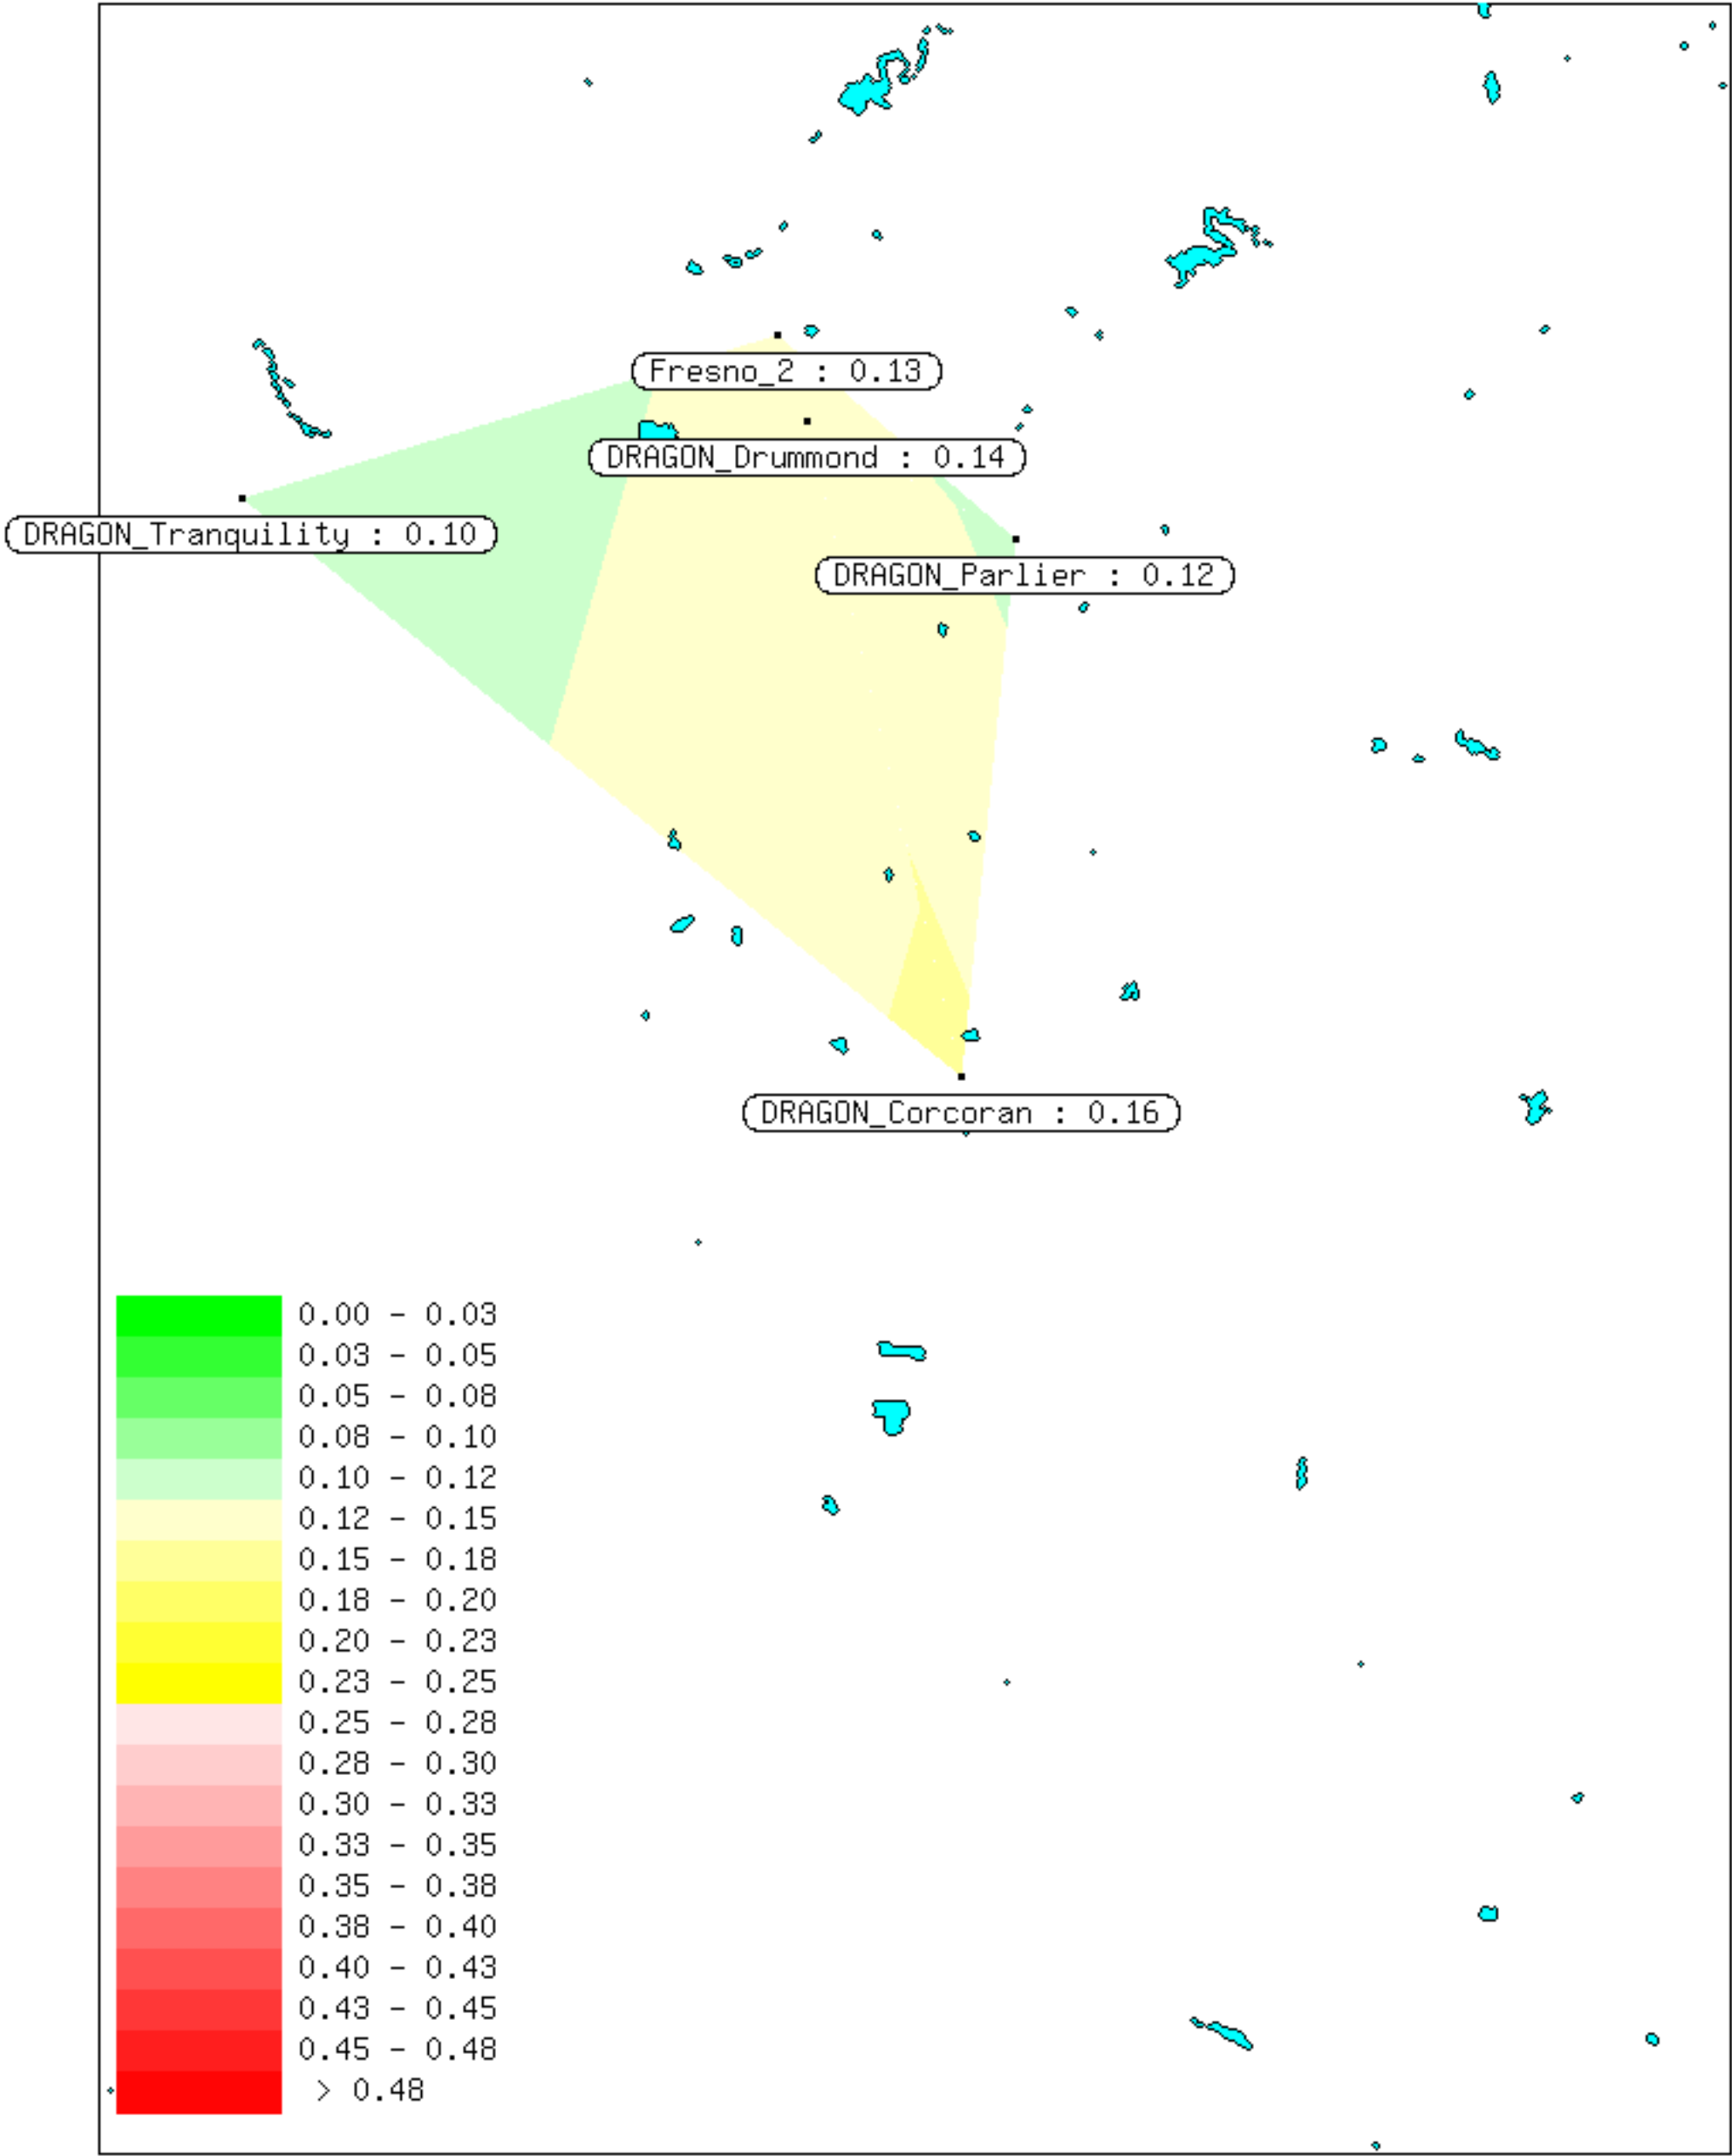 Fresno_2 : 0.13
DRAGON_Drummond : 0.14
DRAGON_Tranquility : 0.10
DRAGON_Parlier : 0.12
DRAGON_Corcoran : 0.16
0.00 - 0.03
0.03 - 0.05
0.05 - 0.08
0.08 - 0.10
0.10 - 0.12
0.12 - 0.15
0.15 - 0.18
0.18 - 0.20
0.20 - 0.23
0.23 - 0.25
0.25 - 0.28
0.28 - 0.30
0.30 - 0.33
0.33 - 0.35
0.35 - 0.38
0.38 - 0.40
0.40 - 0.43
0.43 - 0.45
0.45 - 0.48
> 0.48